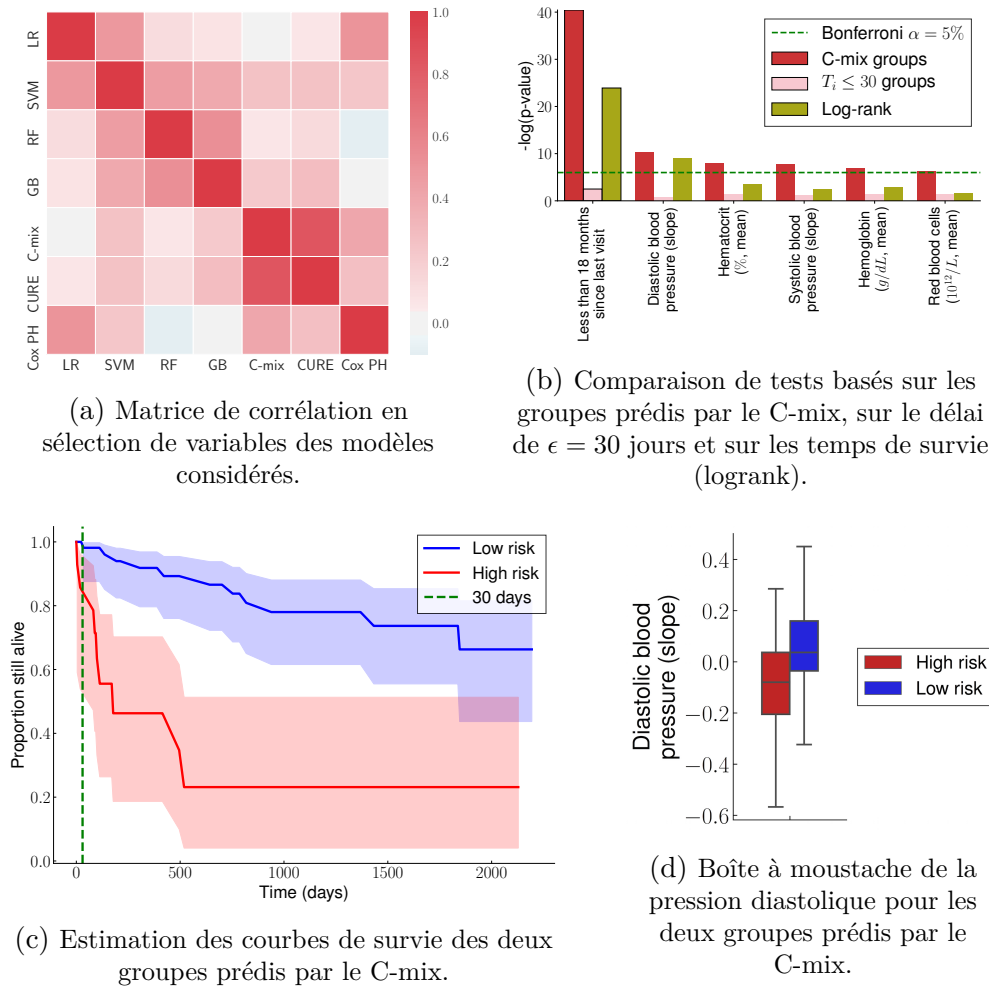 LR
SVM
RF
GB
C-mix
CURE
Cox PH
LR SVM RF GB C-mix CURE Cox PH
1.0
0.8
0.6
0.4
0.2
0.0
(a) Matrice de corrélation en
sélection de variables des modèles
considérés.
-log(p-value)
40
30
20
10
0
Bonferroni α = 5%
C-mix groups
T_i ≤ 30 groups
Log-rank
Less than 18 months
since last visit
Diastolic blood
pressure (slope)
Hematocrit
(%, mean)
Systolic blood
pressure (slope)
Hemoglobin
(g/dL, mean)
Red blood cells
(10^12/L, mean)
(b) Comparaison de tests basés sur les
groupes prédis par le C-mix, sur le délai
de ϵ = 30 jours et sur les temps de survie
(logrank).
Proportion still alive
1.0
0.8
0.6
0.4
0.2
0.0
0 500 1000 1500 2000
Time (days)
Low risk
High risk
30 days
(c) Estimation des courbes de survie des deux
groupes prédis par le C-mix.
Diastolic blood
pressure (slope)
0.4
0.2
0.0
−0.2
−0.4
−0.6
High risk
Low risk
(d) Boîte à moustache de la
pression diastolique pour les
deux groupes prédis par le
C-mix.